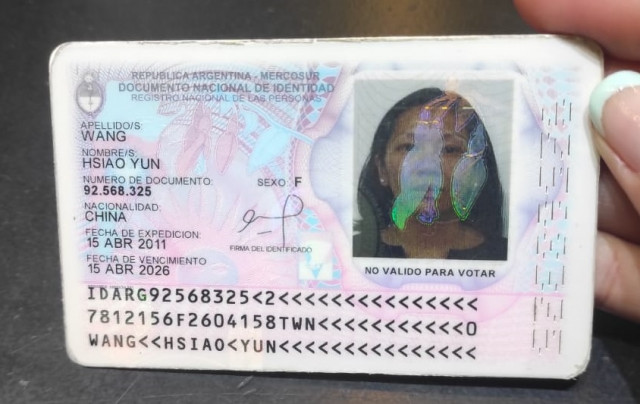 REPUBLICA ARGENTINA - MERCOSUR
DOCUMENTO NACIONAL DE IDENTIDAD
REGISTRO NACIONAL DE LAS PERSONAS
APELLIDO/S:
WANG
NOMBRE/S:
HSIAO YUN
NUMERO DE DOCUMENTO: SEXO: F
92.568.325
NACIONALIDAD:
CHINA
FECHA DE EXPEDICION:
15 ABR 2011
FIRMA DEL IDENTIFICADO
FECHA DE VENCIMIENTO
15 ABR 2026
NO VALIDO PARA VOTAR
IDARG92568325<2<<<<<<<<<<<<<<<
7812156F2604158TWN<<<<<<<<<<<0
WANG<<HSIAO<YUN<<<<<<<<<<<<<<<